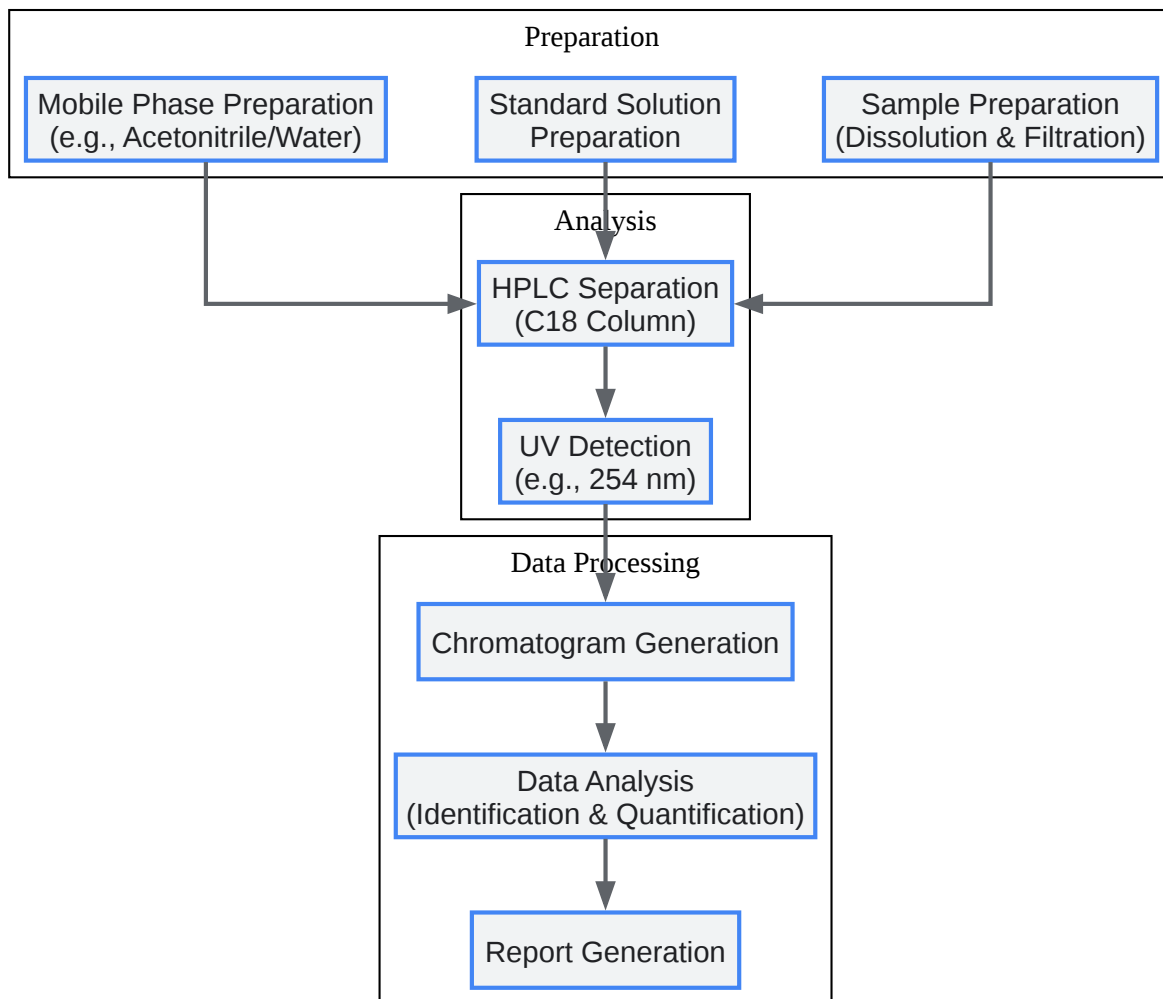 Preparation
Mobile Phase Preparation
(e.g., Acetonitrile/Water)
Standard Solution
Preparation
Sample Preparation
(Dissolution & Filtration)
Analysis
HPLC Separation
(C18 Column)
UV Detection
(e.g., 254 nm)
Data Processing
Chromatogram Generation
Data Analysis
(Identification & Quantification)
Report Generation